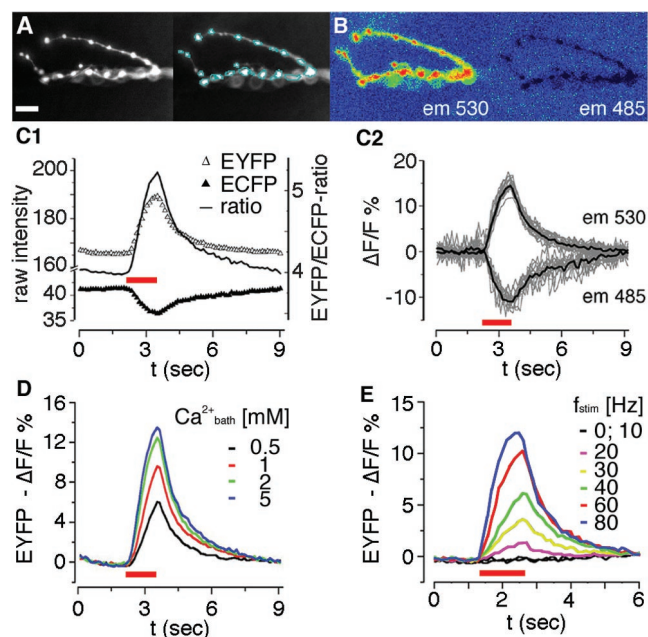 A
B
em 530
em 485
C1
200
190
180
170
160
40
35
raw intensity
EYFP
ECFP
ratio
5
4
EYFP/ECFP-ratio
0
3
6
9
t (sec)
C2
20
10
0
-10
ΔF/F %
em 530
em 485
0
3
6
9
t (sec)
D
16
12
8
4
0
EYFP - ΔF/F %
Ca²⁺bath [mM]
0.5
1
2
5
0
3
6
9
t (sec)
E
15
10
5
0
EYFP - ΔF/F %
fstim [Hz]
0; 10
20
30
40
60
80
0
2
4
6
t (sec)